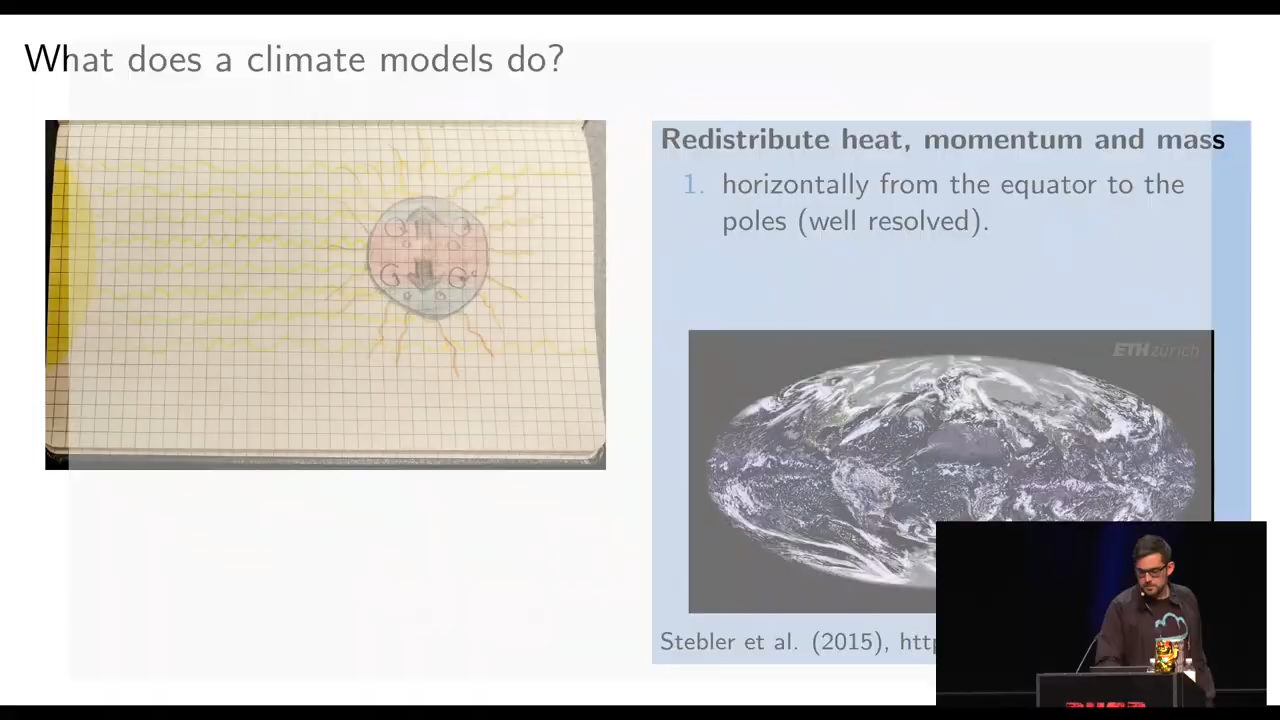 What does a climate models do?
Redistribute heat, momentum and mass
1. horizontally from the equator to the
poles (well resolved).
ETH zürich
Stebler et al. (2015),